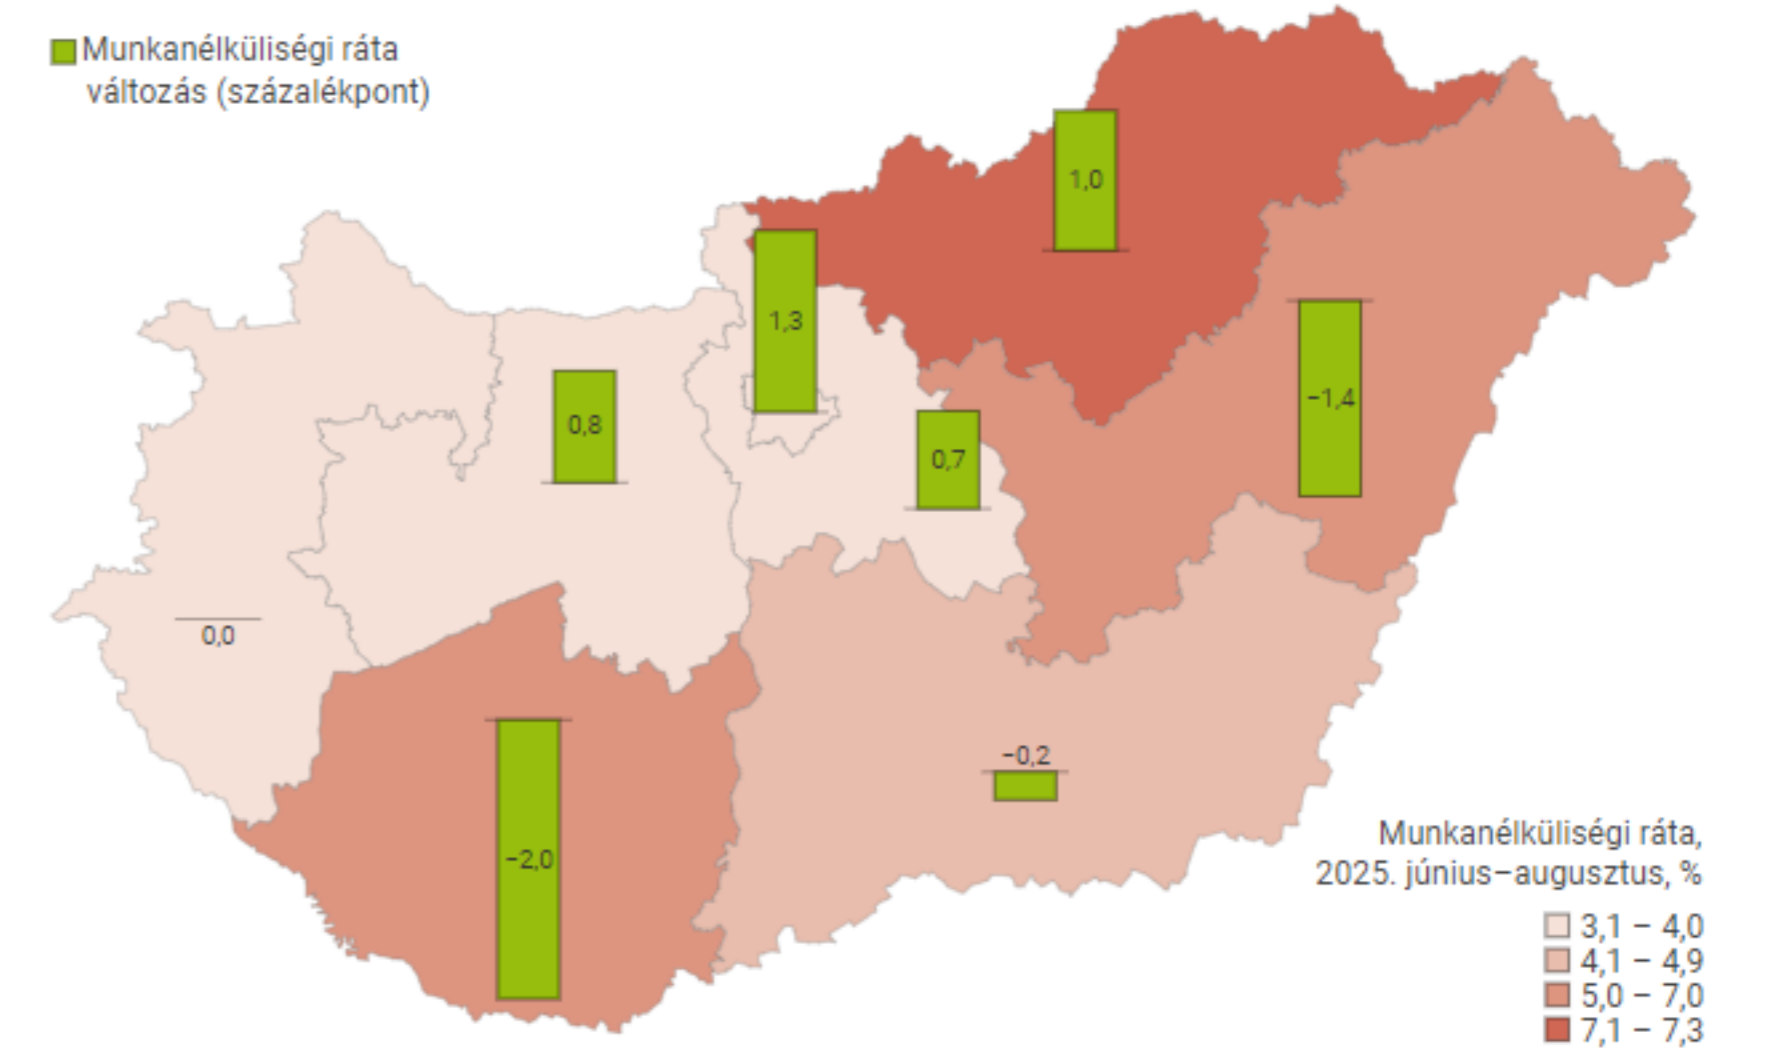 Munkanélküliségi ráta
változás (százalékpont)
1,0
1,3
−1,4
0,8
0,7
0,0
−0,2
−2,0
Munkanélküliségi ráta,
2025. június–augusztus, %
3,1 – 4,0
4,1 – 4,9
5,0 – 7,0
7,1 – 7,3